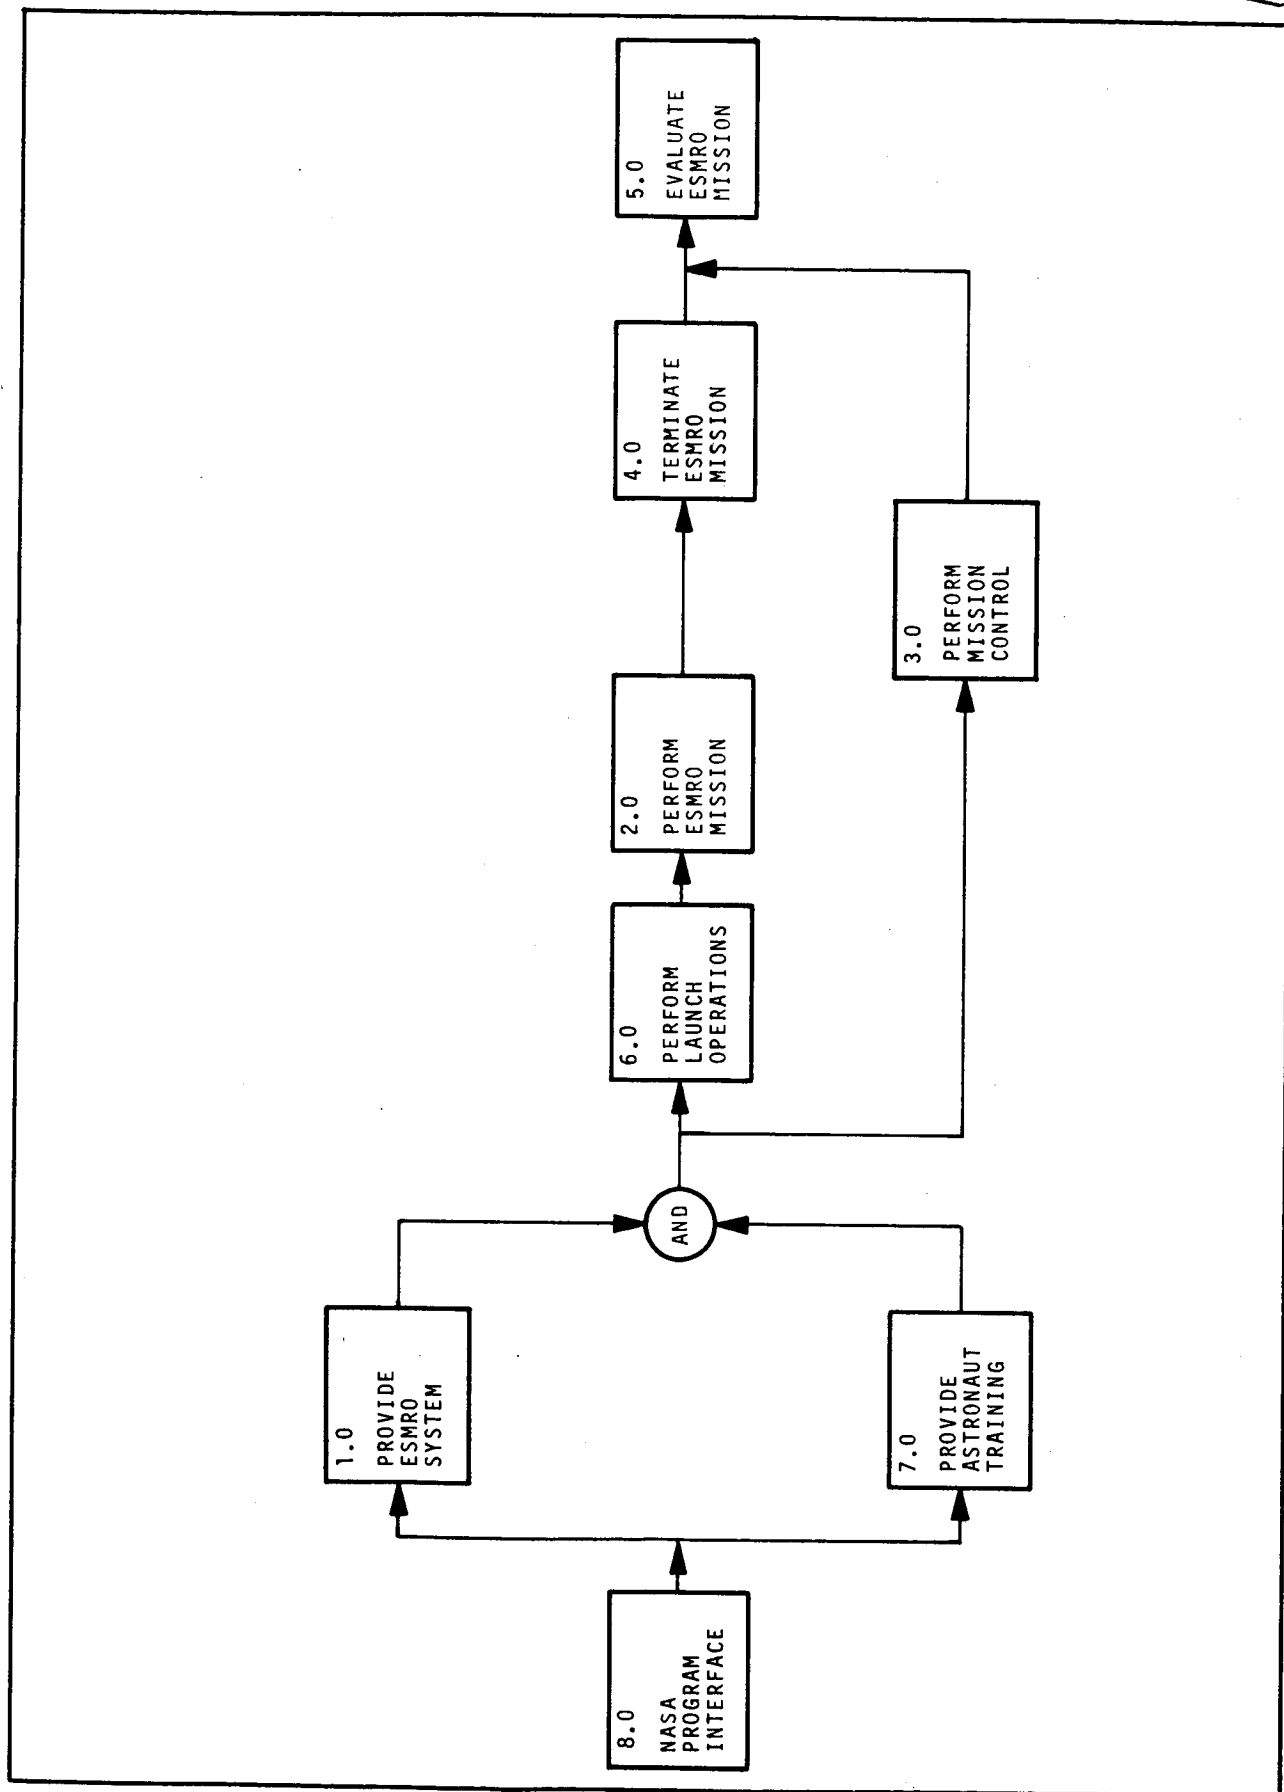 8.0
NASA
PROGRAM
INTERFACE
1.0
PROVIDE
ESMRO
SYSTEM
7.0
PROVIDE
ASTRONAUT
TRAINING
AND
6.0
PERFORM
LAUNCH
OPERATIONS
2.0
PERFORM
ESMRO
MISSION
3.0
PERFORM
MISSION
CONTROL
4.0
TERMINATE
ESMRO
MISSION
5.0
EVALUATE
ESMRO
MISSION